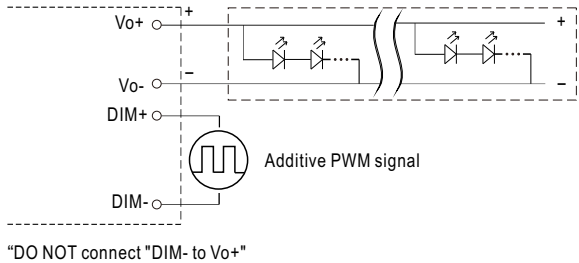 Vo+
+
+
Vo-
–
–
DIM+
Additive PWM signal
DIM-
“DO NOT connect "DIM- to Vo+"